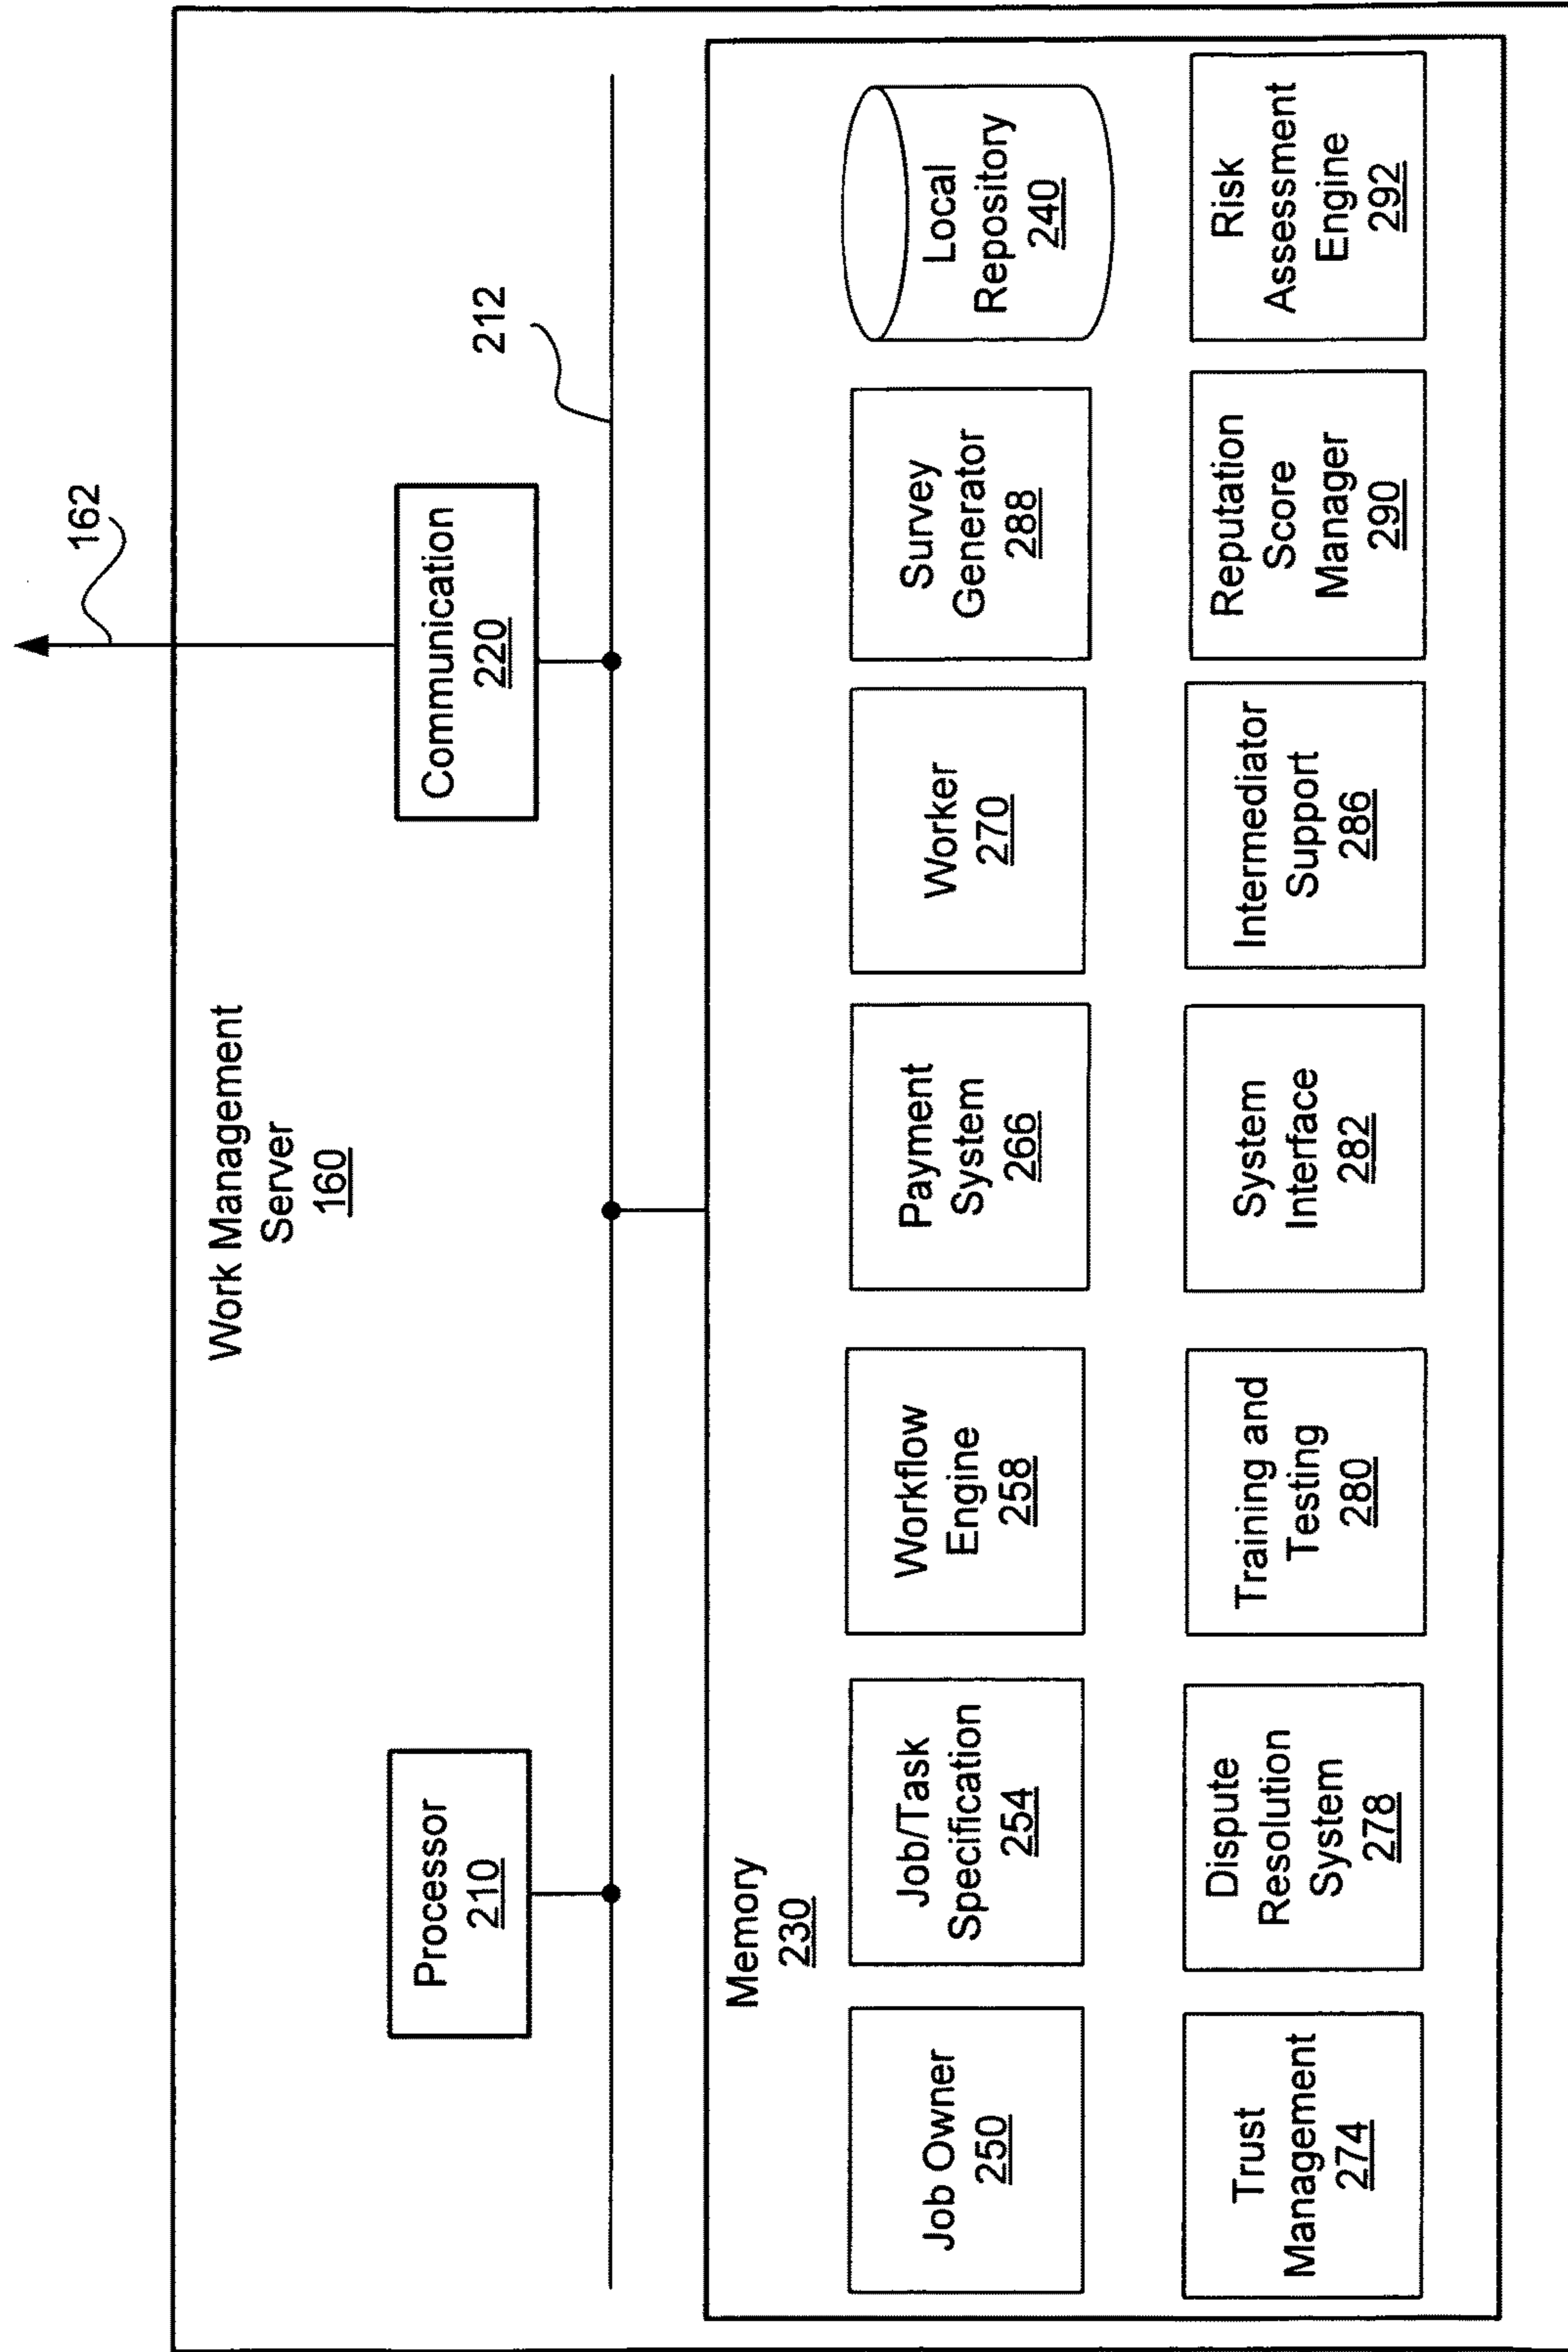 Work Management
Server
160
162
Processor
210
Communication
220
212
Memory
230
Job Owner
250
Job/Task
Specification
254
Workflow
Engine
258
Payment
System
266
Worker
270
Survey
Generator
288
Local
Repository
240
Trust
Management
274
Dispute
Resolution
System
278
Training and
Testing
280
System
Interface
282
Intermediator
Support
286
Reputation
Score
Manager
290
Risk
Assessment
Engine
292